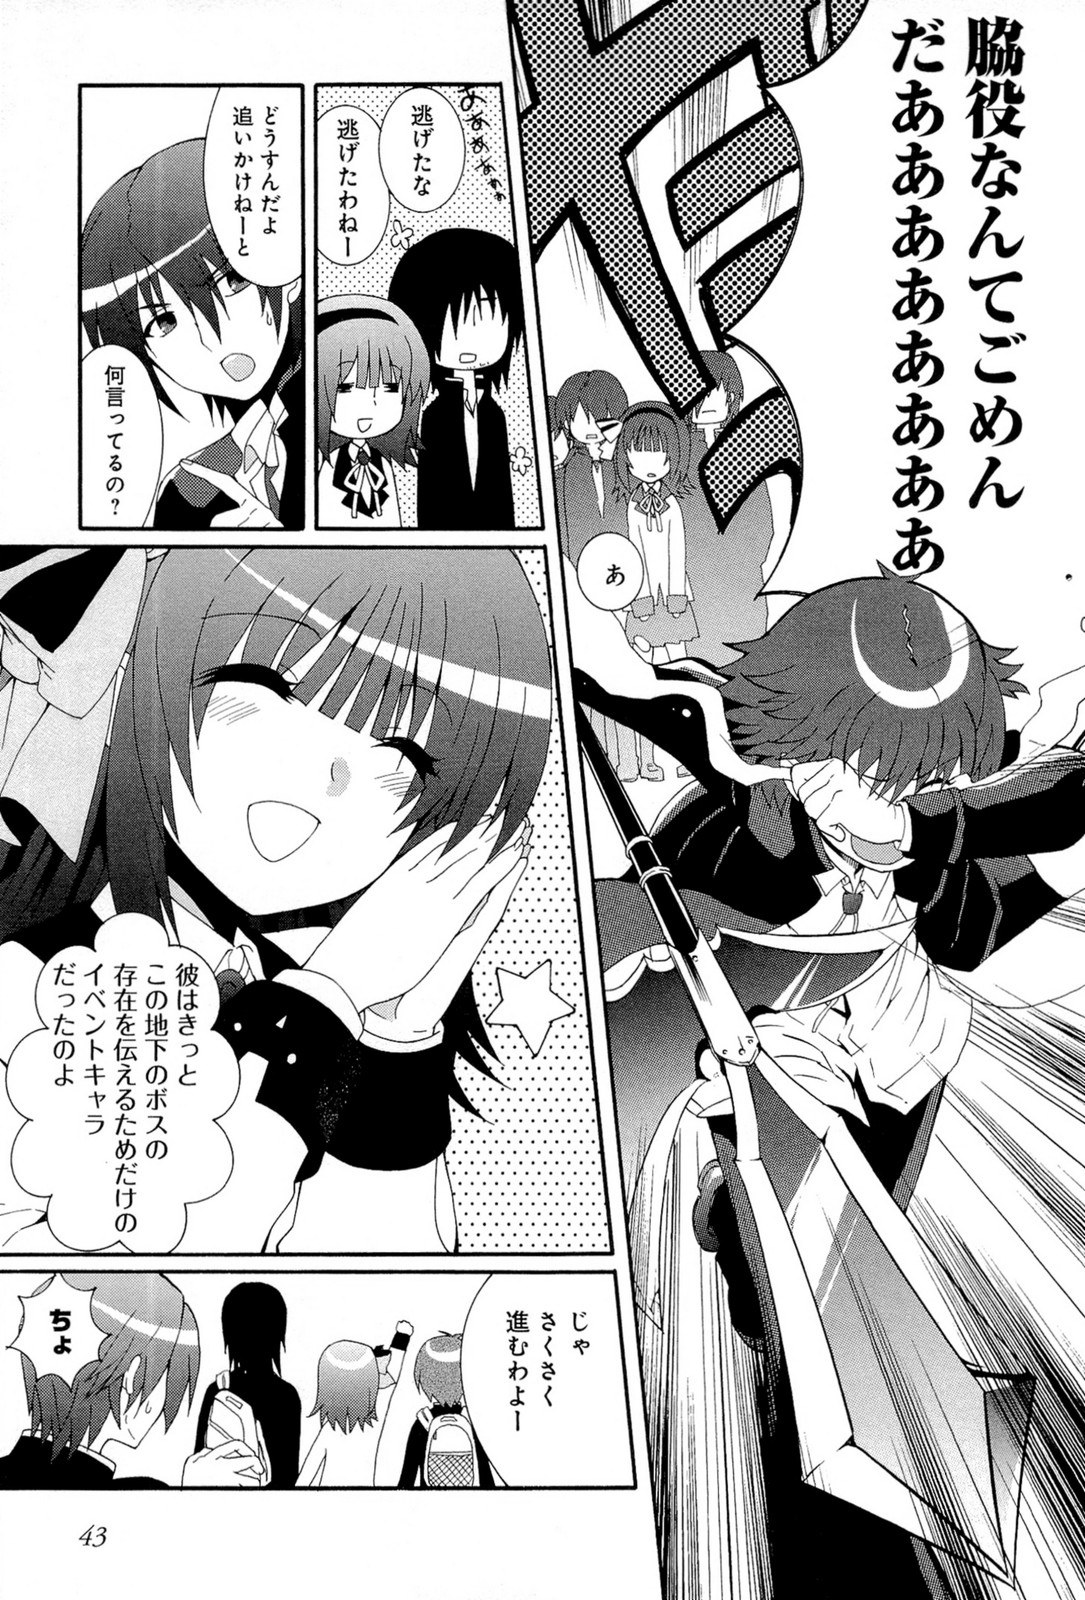 脇役なんてごめん
だぁあああああああ
あ
逃げたな
逃げたわねー
どうすんだよ
追いかけねーと
何言ってるの?
彼はきっと
この地下のボスの
存在を伝えるためだけの
イベントキャラ
だったのよ
じゃ
さくさく
進むわよー
ちょ
43